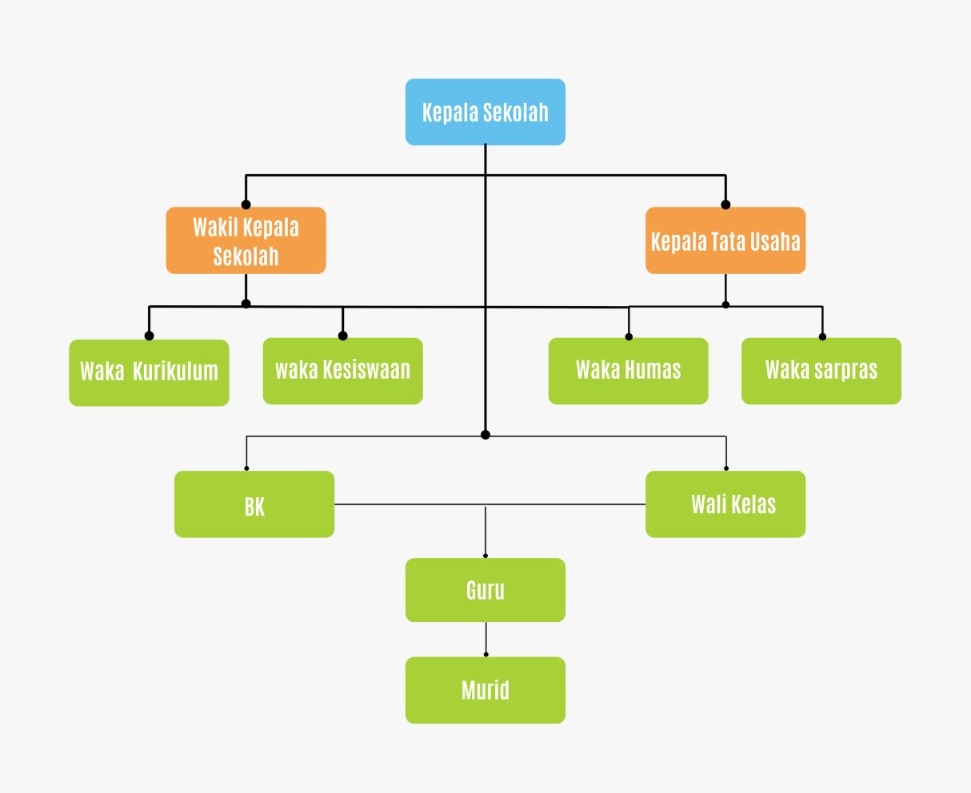 Kepala Sekolah
Wakil Kepala
Sekolah
Kepala Tata Usaha
Waka Kurikulum
waka Kesiswaan
Waka Humas
Waka sarpras
BK
Wali Kelas
Guru
Murid